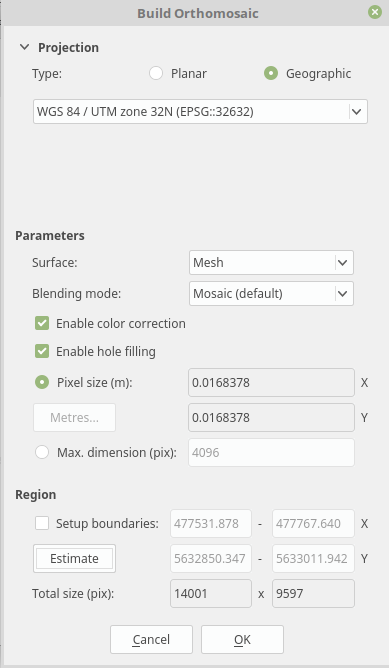 Build Orthomosaic
Projection
Type: Planar Geographic
WGS 84 / UTM zone 32N (EPSG::32632)
Parameters
Surface: Mesh
Blending mode: Mosaic (default)
Enable color correction
Enable hole filling
Pixel size (m): 0.0168378 X
Metres... 0.0168378 Y
Max. dimension (pix): 4096
Region
Setup boundaries: 477531.878 - 477767.640 X
Estimate 5632850.347 - 5633011.942 Y
Total size (pix): 14001 x 9597
Cancel OK